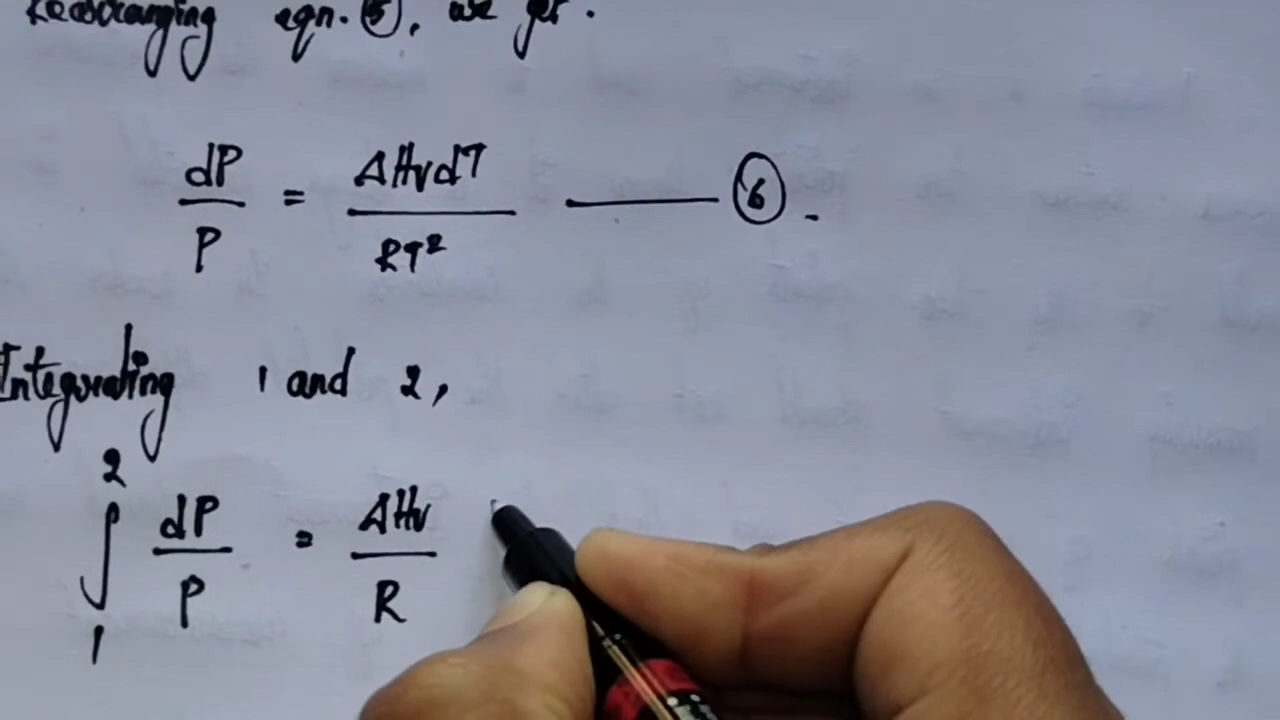 Rearranging eqn. ⑤, we get.
dP/P = ΔHvdT/RT² ——— ⑥.
Integrating 1 and 2,
∫₁² dP/P = ΔHv/R